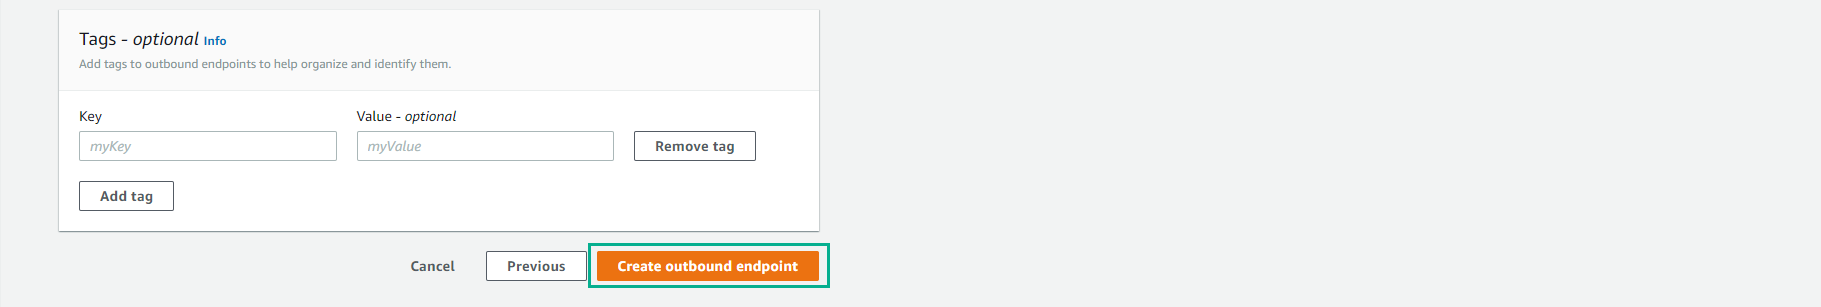 Tags - optional Info
Add tags to outbound endpoints to help organize and identify them.
Key Value - optional
myKey myValue Remove tag
Add tag
Cancel Previous Create outbound endpoint